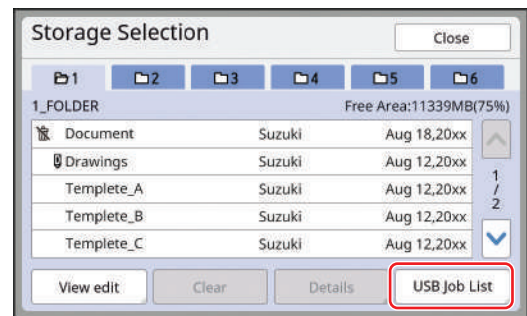 Storage Selection
Close
1 2 3 4 5 6
1_FOLDER Free Area:11339MB(75%)
Document Suzuki Aug 18,20xx
Drawings Suzuki Aug 12,20xx
Templete_A Suzuki Aug 12,20xx
Templete_B Suzuki Aug 12,20xx
Templete_C Suzuki Aug 12,20xx
1
/
2
View edit Clear Details USB Job List